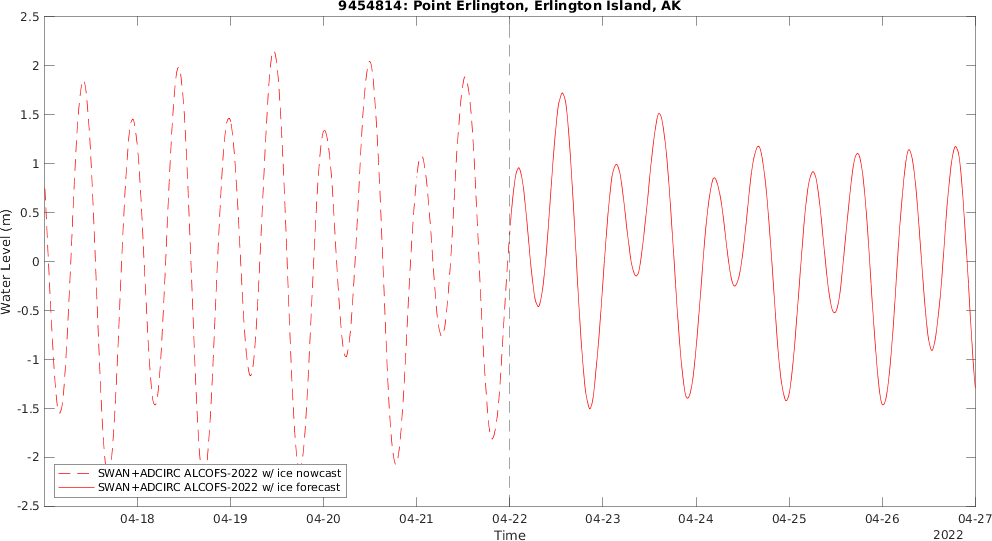 9454814: Point Erlington, Erlington Island, AK
2.5
2
1.5
1
0.5
0
-0.5
-1
-1.5
-2
-2.5
Water Level (m)
SWAN+ADCIRC ALCOFS-2022 w/ ice nowcast
SWAN+ADCIRC ALCOFS-2022 w/ ice forecast
04-18 04-19 04-20 04-21 04-22 04-23 04-24 04-25 04-26 04-27
Time
2022